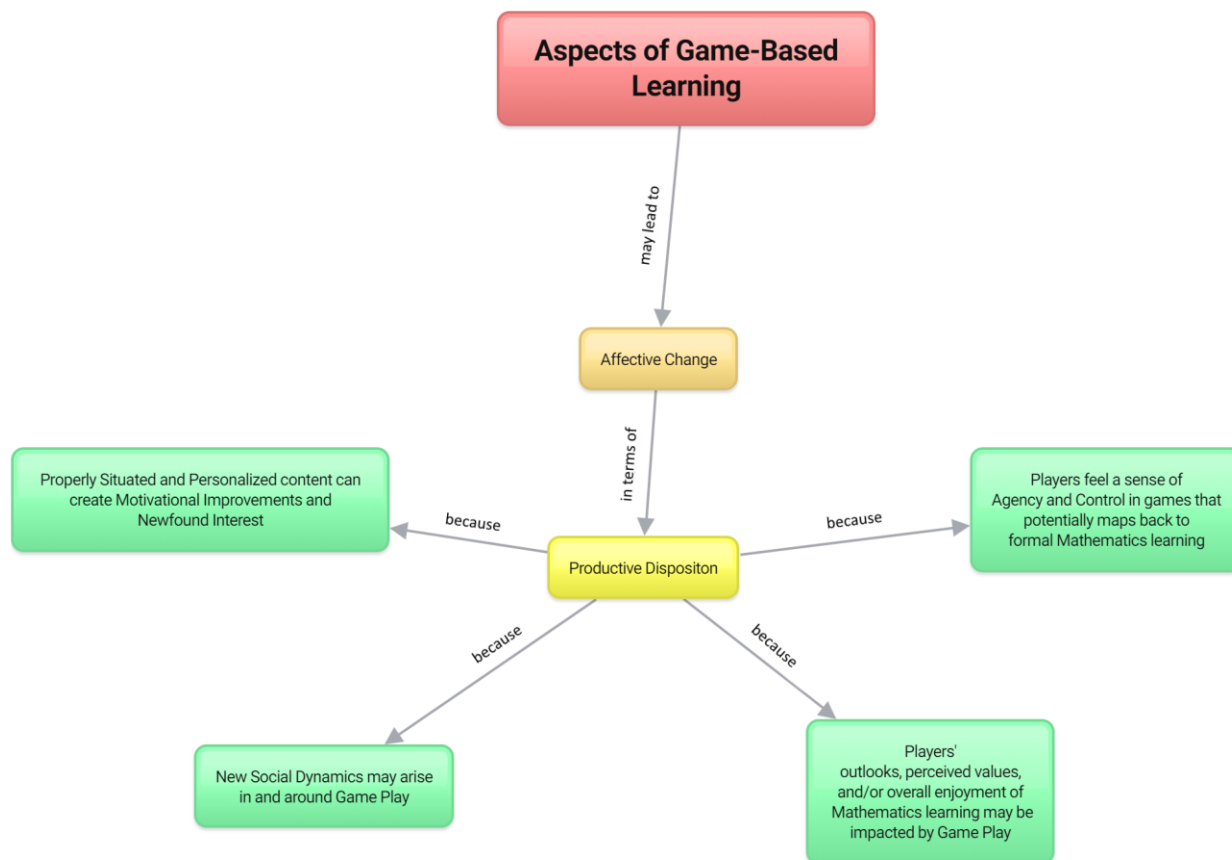 Aspects of Game-Based
Learning
may lead to
Affective Change
in terms of
Properly Situated and Personalized content can
create Motivational Improvements and
Newfound Interest
because
because
Players feel a sense of
Agency and Control in games that
potentially maps back to
formal Mathematics learning
Productive Dispositon
because
because
New Social Dynamics may arise
in and around Game Play
Players'
outlooks, perceived values,
and/or overall enjoyment of
Mathematics learning may be
impacted by Game Play